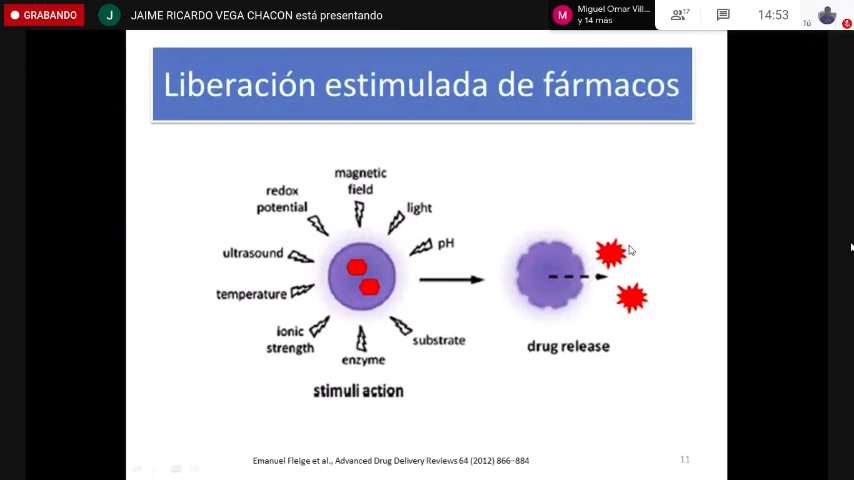 GRABANDO
J
JAIME RICARDO VEGA CHACON está presentando
M
Miguel Omar Vill...
y 14 más
17
14:53
Tú
Liberación estimulada de fármacos
magnetic
field
redox
potential
light
pH
ultrasound
temperature
ionic
strength
enzyme
substrate
stimuli action
drug release
Emanuel Fleige et al., Advanced Drug Delivery Reviews 64 (2012) 866–884
11